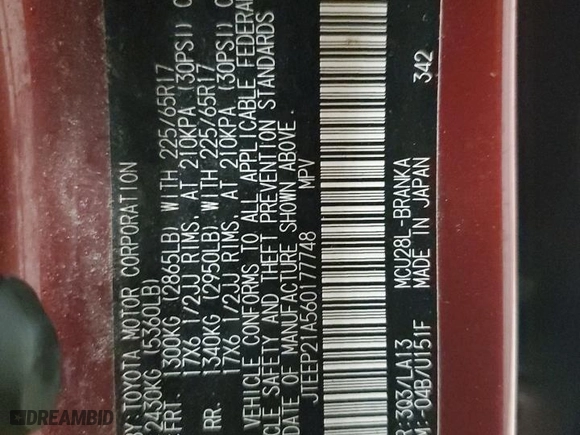 BY TOYOTA MOTOR CORPORATION
2430KG (5360LB)
FR. 1300KG (2865LB) WITH 225/65R17
17X6 1/2JJ RIMS, AT 210KPA (30PSI) C
RR. 1340KG (2950LB) WITH 225/65R17
17X6 1/2JJ RIMS, AT 210KPA (30PSI) C
VEHICLE CONFORMS TO ALL APPLICABLE FEDERAL
ICLE SAFETY AND THEFT PREVENTION STANDARDS
DATE OF MANUFACTURE SHOWN ABOVE.
JTEEP21A560177748 MPV
:3Q3/LA13 MCU28L-BRANKA 342
M:-04B/U151F MADE IN JAPAN
DREAMBID